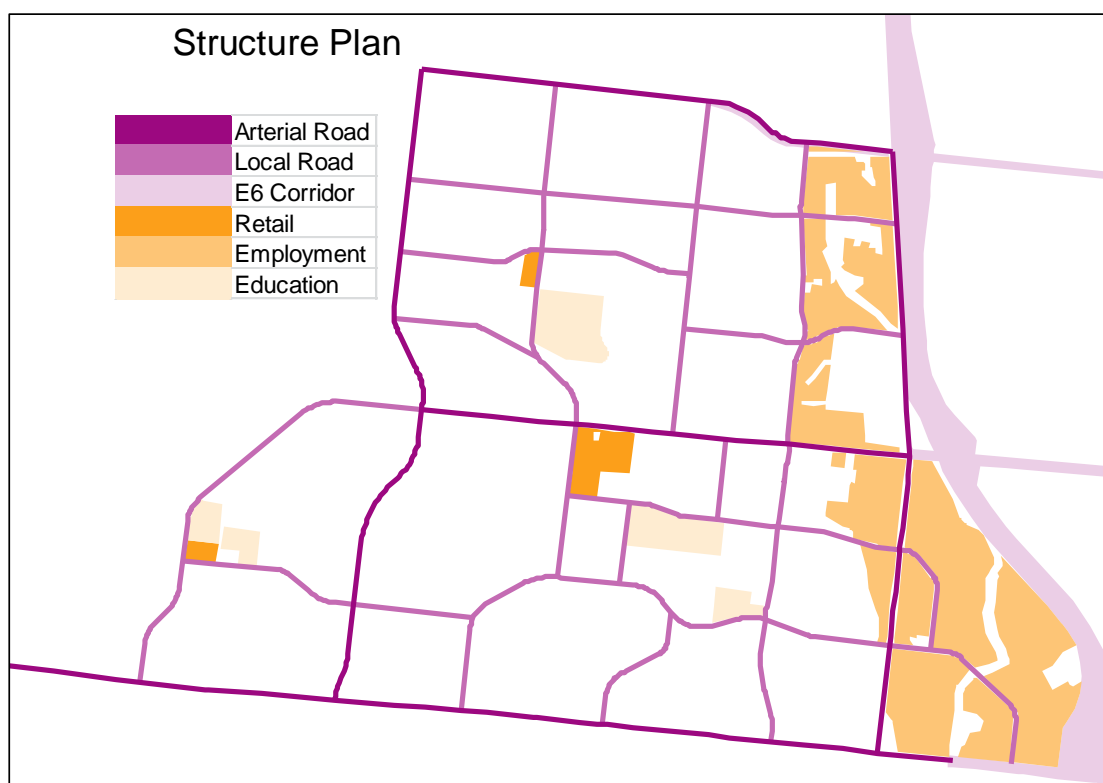 Structure Plan
Arterial Road
Local Road
E6 Corridor
Retail
Employment
Education